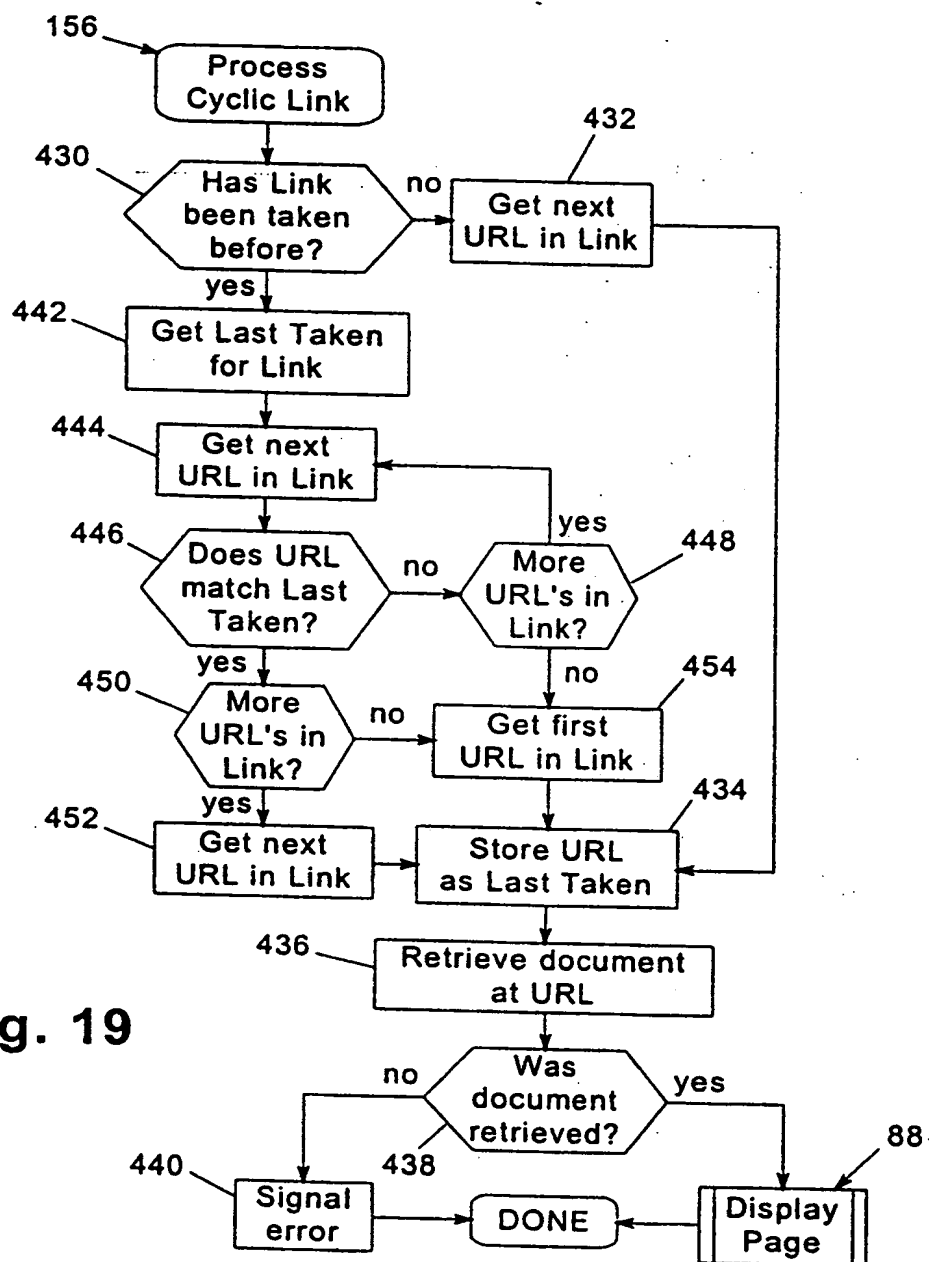 156
Process
Cyclic Link
430
Has Link
been taken
before?
no
432
Get next
URL in Link
yes
442
Get Last Taken
for Link
444
Get next
URL in Link
446
Does URL
match Last
Taken?
no
yes
448
More
URL's in
Link?
yes
no
450
More
URL's in
Link?
no
454
Get first
URL in Link
yes
452
Get next
URL in Link
434
Store URL
as Last Taken
436
Retrieve document
at URL
g. 19
no
Was
document
retrieved?
yes
438
440
Signal
error
DONE
88
Display
Page